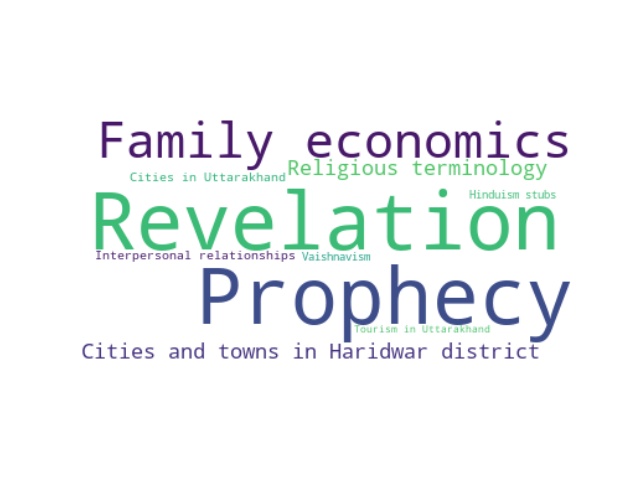 Family economics
Religious terminology
Cities in Uttarakhand
Hinduism stubs
Revelation
Interpersonal relationships
Vaishnavism
Prophecy
Tourism in Uttarakhand
Cities and towns in Haridwar district